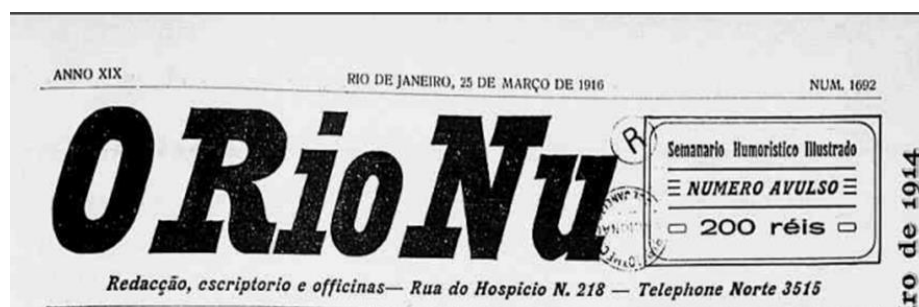 ANNO XIX
RIO DE JANEIRO, 25 DE MARÇO DE 1916
NUM. 1692
O Rio Nu
R
Semanario Humoristico Illustrado
NUMERO AVULSO
200 réis
Redacção, escriptorio e officinas— Rua do Hospicio N. 218 — Telephone Norte 3515
ro de 1914